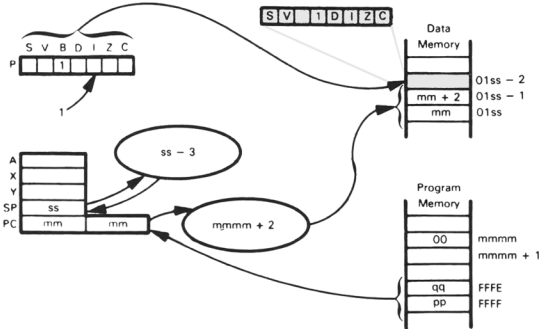 S V 1 D I Z C
Data
Memory
S V B D I Z C
P 1
1
01ss - 2
mm + 2 01ss - 1
mm 01ss
ss - 3
A
X
Y
SP ss
PC mm mm
mmmm + 2
Program
Memory
00 mmmm
mmmm + 1
qq FFFE
pp FFFF